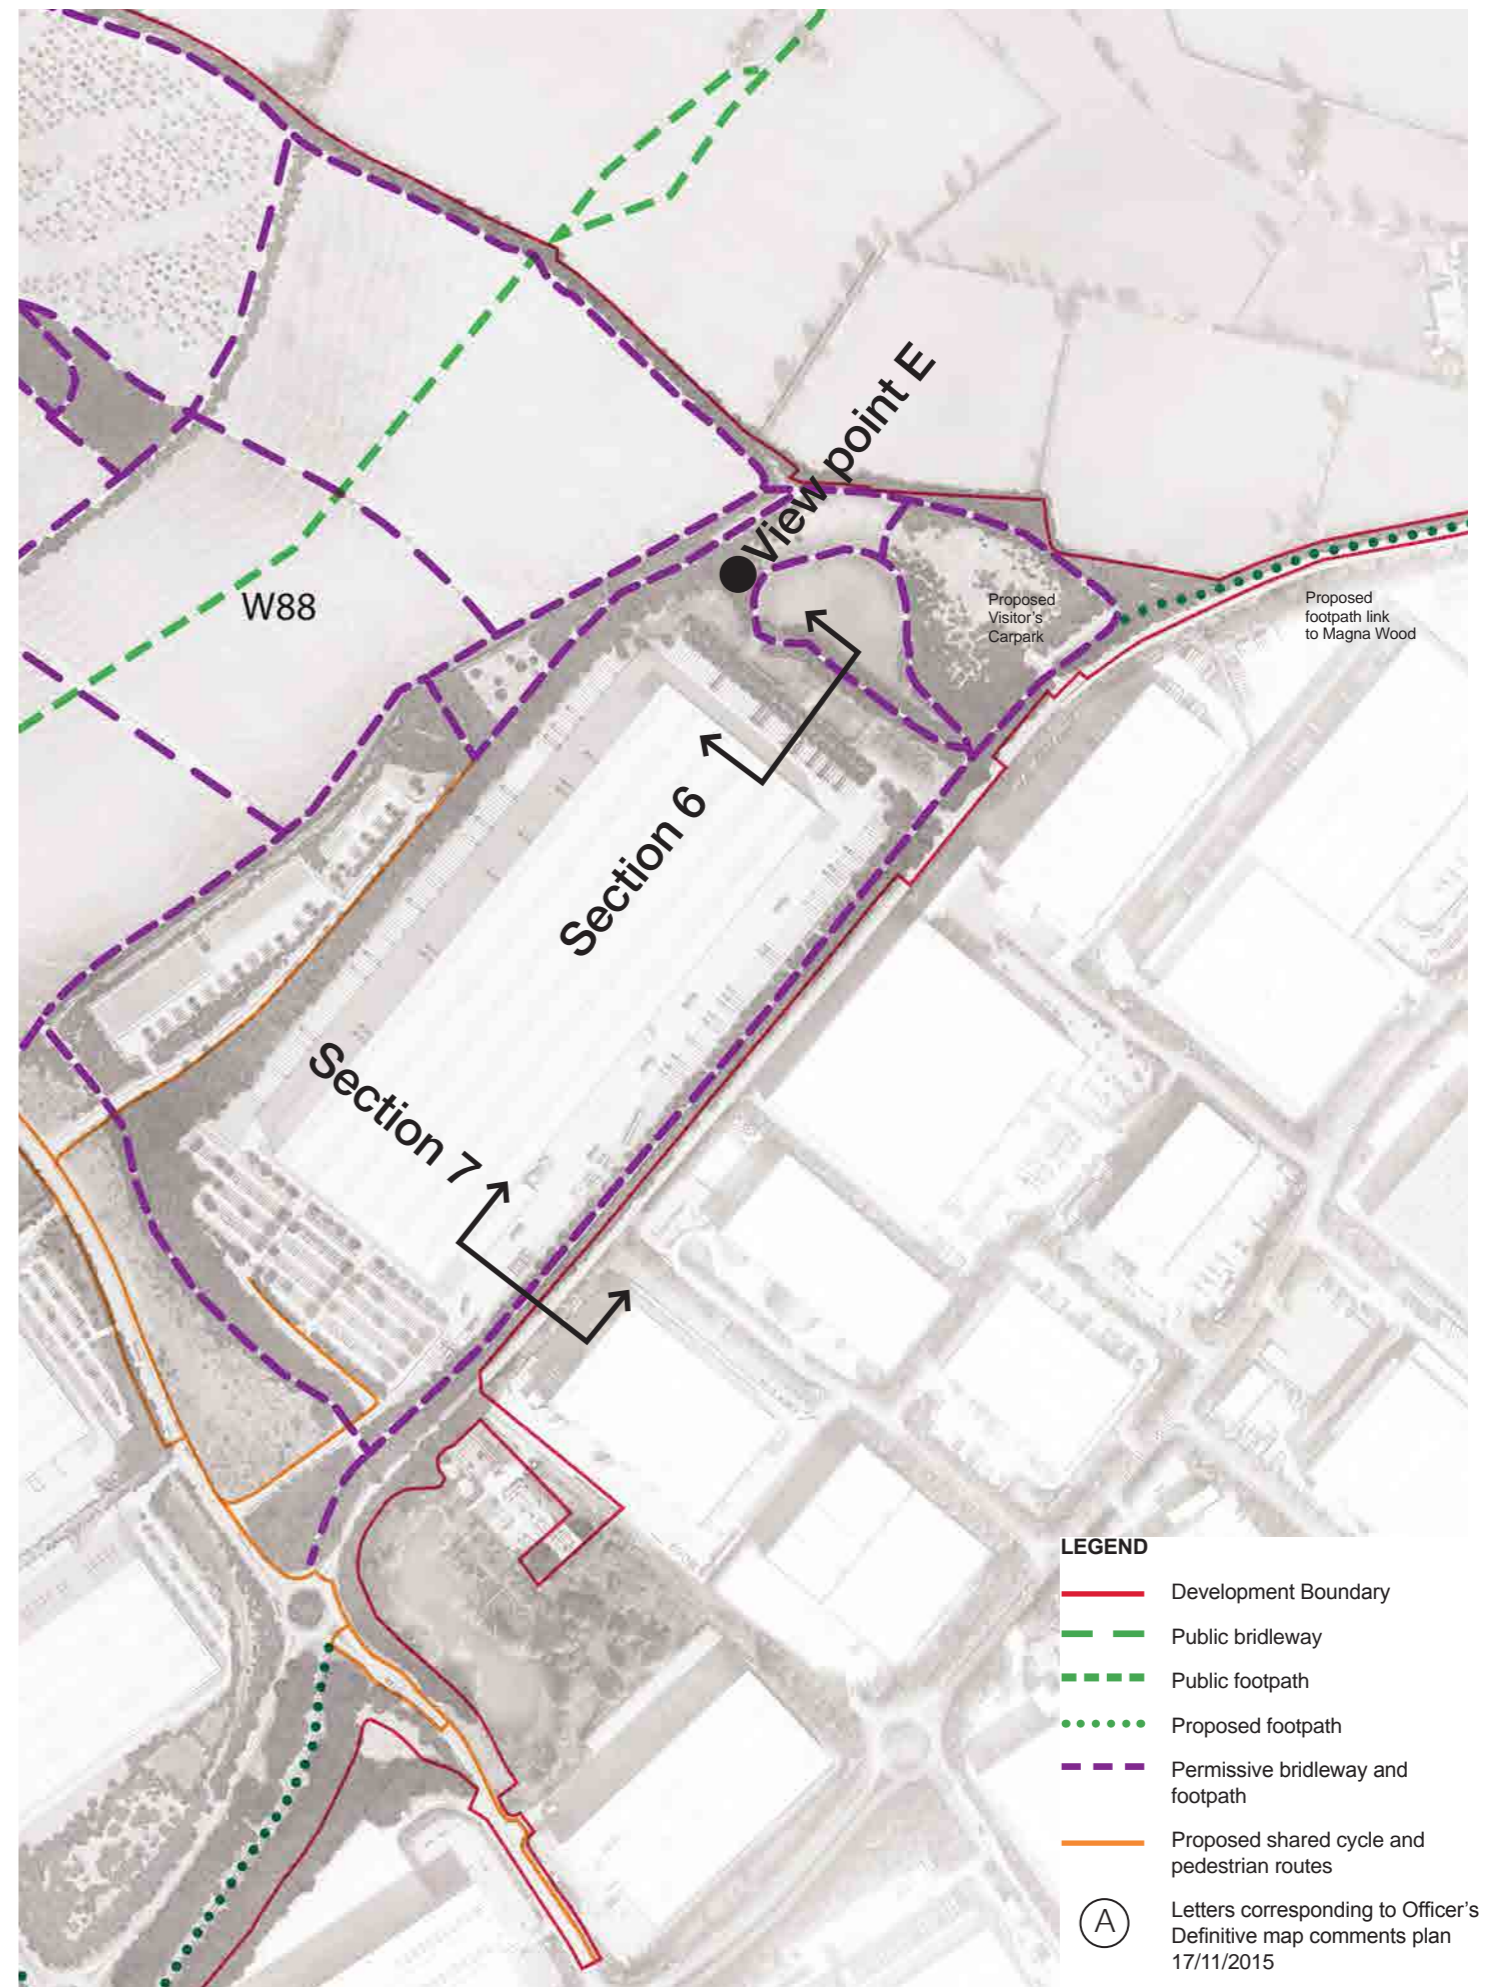 View point E
W88
Proposed
Visitor's
Carpark
Proposed
footpath link
to Magna Wood
Section 6
Section 7
LEGEND
Development Boundary
Public bridleway
Public footpath
Proposed footpath
Permissive bridleway and
footpath
Proposed shared cycle and
pedestrian routes
A
Letters corresponding to Officer's
Definitive map comments plan
17/11/2015